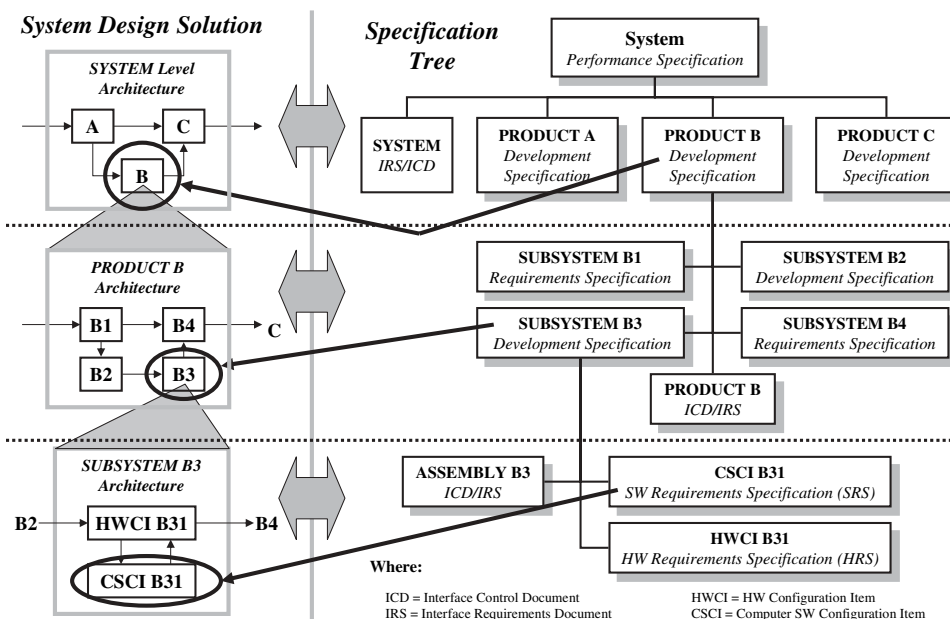 System Design Solution
SYSTEM Level
Architecture
A
C
B
PRODUCT B
Architecture
B1
B4
C
B2
B3
SUBSYSTEM B3
Architecture
B2
HWCI B31
B4
CSCI B31
Specification
Tree
System
Performance Specification
SYSTEM
IRS/ICD
PRODUCT A
Development
Specification
PRODUCT B
Development
Specification
PRODUCT C
Development
Specification
SUBSYSTEM B1
Requirements Specification
SUBSYSTEM B2
Development Specification
SUBSYSTEM B3
Development Specification
SUBSYSTEM B4
Requirements Specification
PRODUCT B
ICD/IRS
ASSEMBLY B3
ICD/IRS
CSCI B31
SW Requirements Specification (SRS)
HWCI B31
HW Requirements Specification (HRS)
Where:
ICD = Interface Control Document
IRS = Interface Requirements Document
HWCI = HW Configuration Item
CSCI = Computer SW Configuration Item